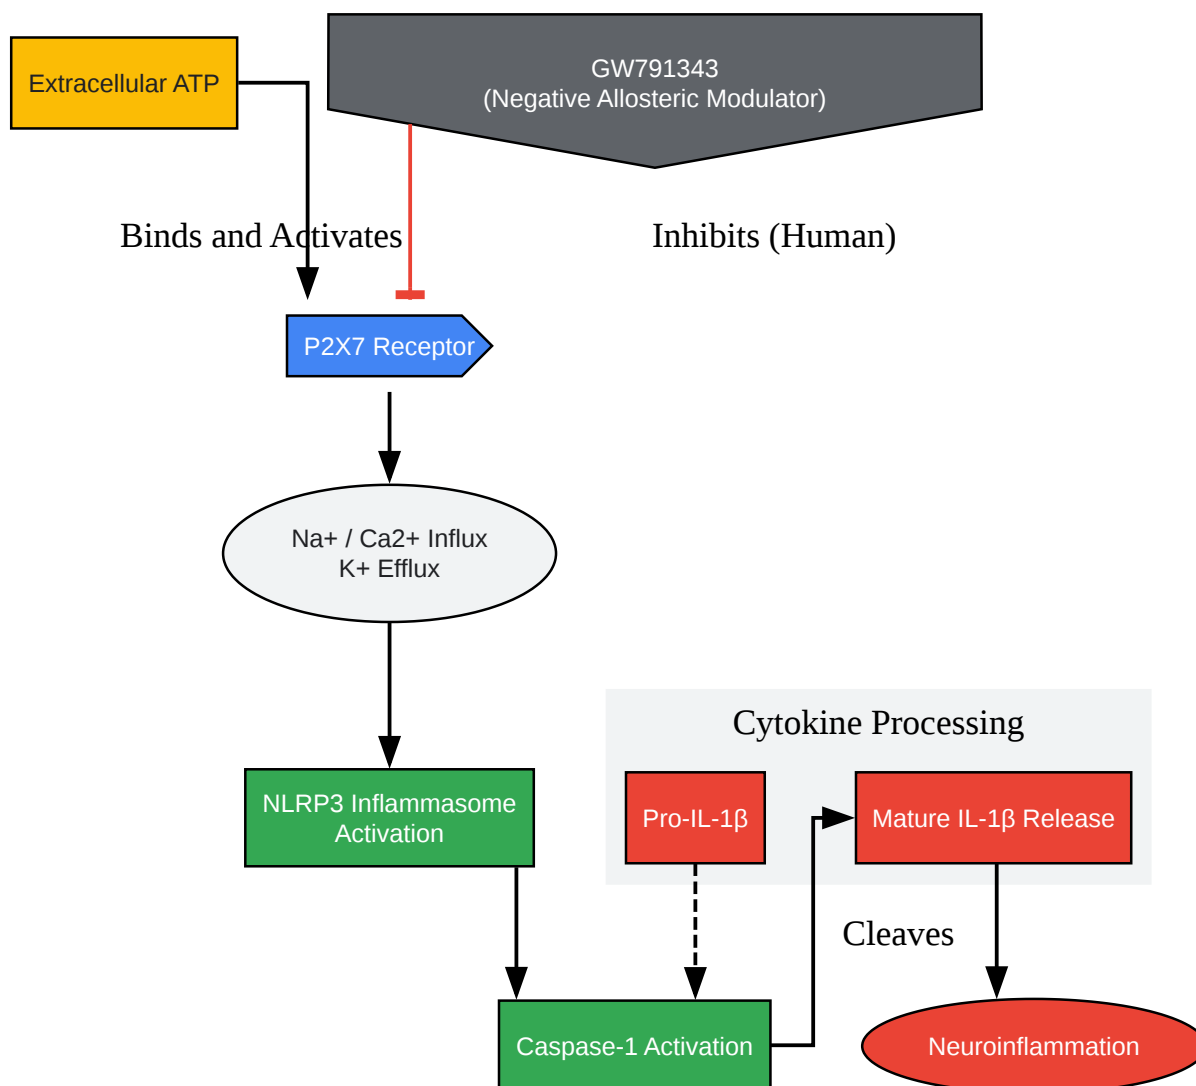 Extracellular ATP
GW791343
(Negative Allosteric Modulator)
Binds and Activates
Inhibits (Human)
P2X7 Receptor
Na+ / Ca2+ Influx
K+ Efflux
Cytokine Processing
NLRP3 Inflammasome
Activation
Pro-IL-1β
Mature IL-1β Release
Cleaves
Caspase-1 Activation
Neuroinflammation